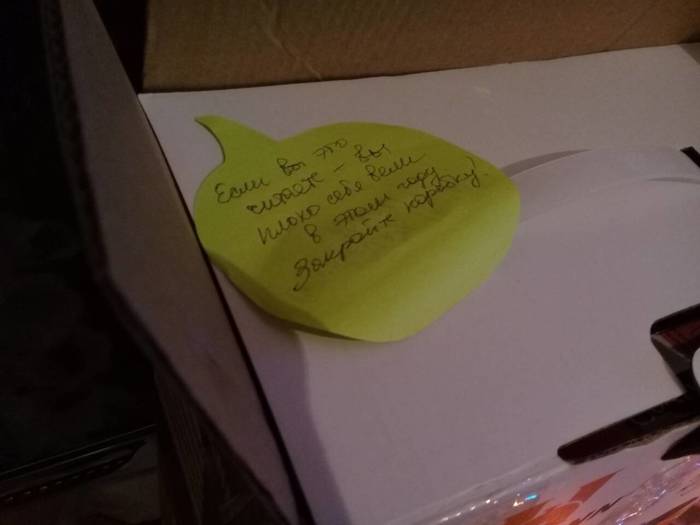 Если вы это
читаете – вы
плохо себя вели
в этом году
Закройте коробку!